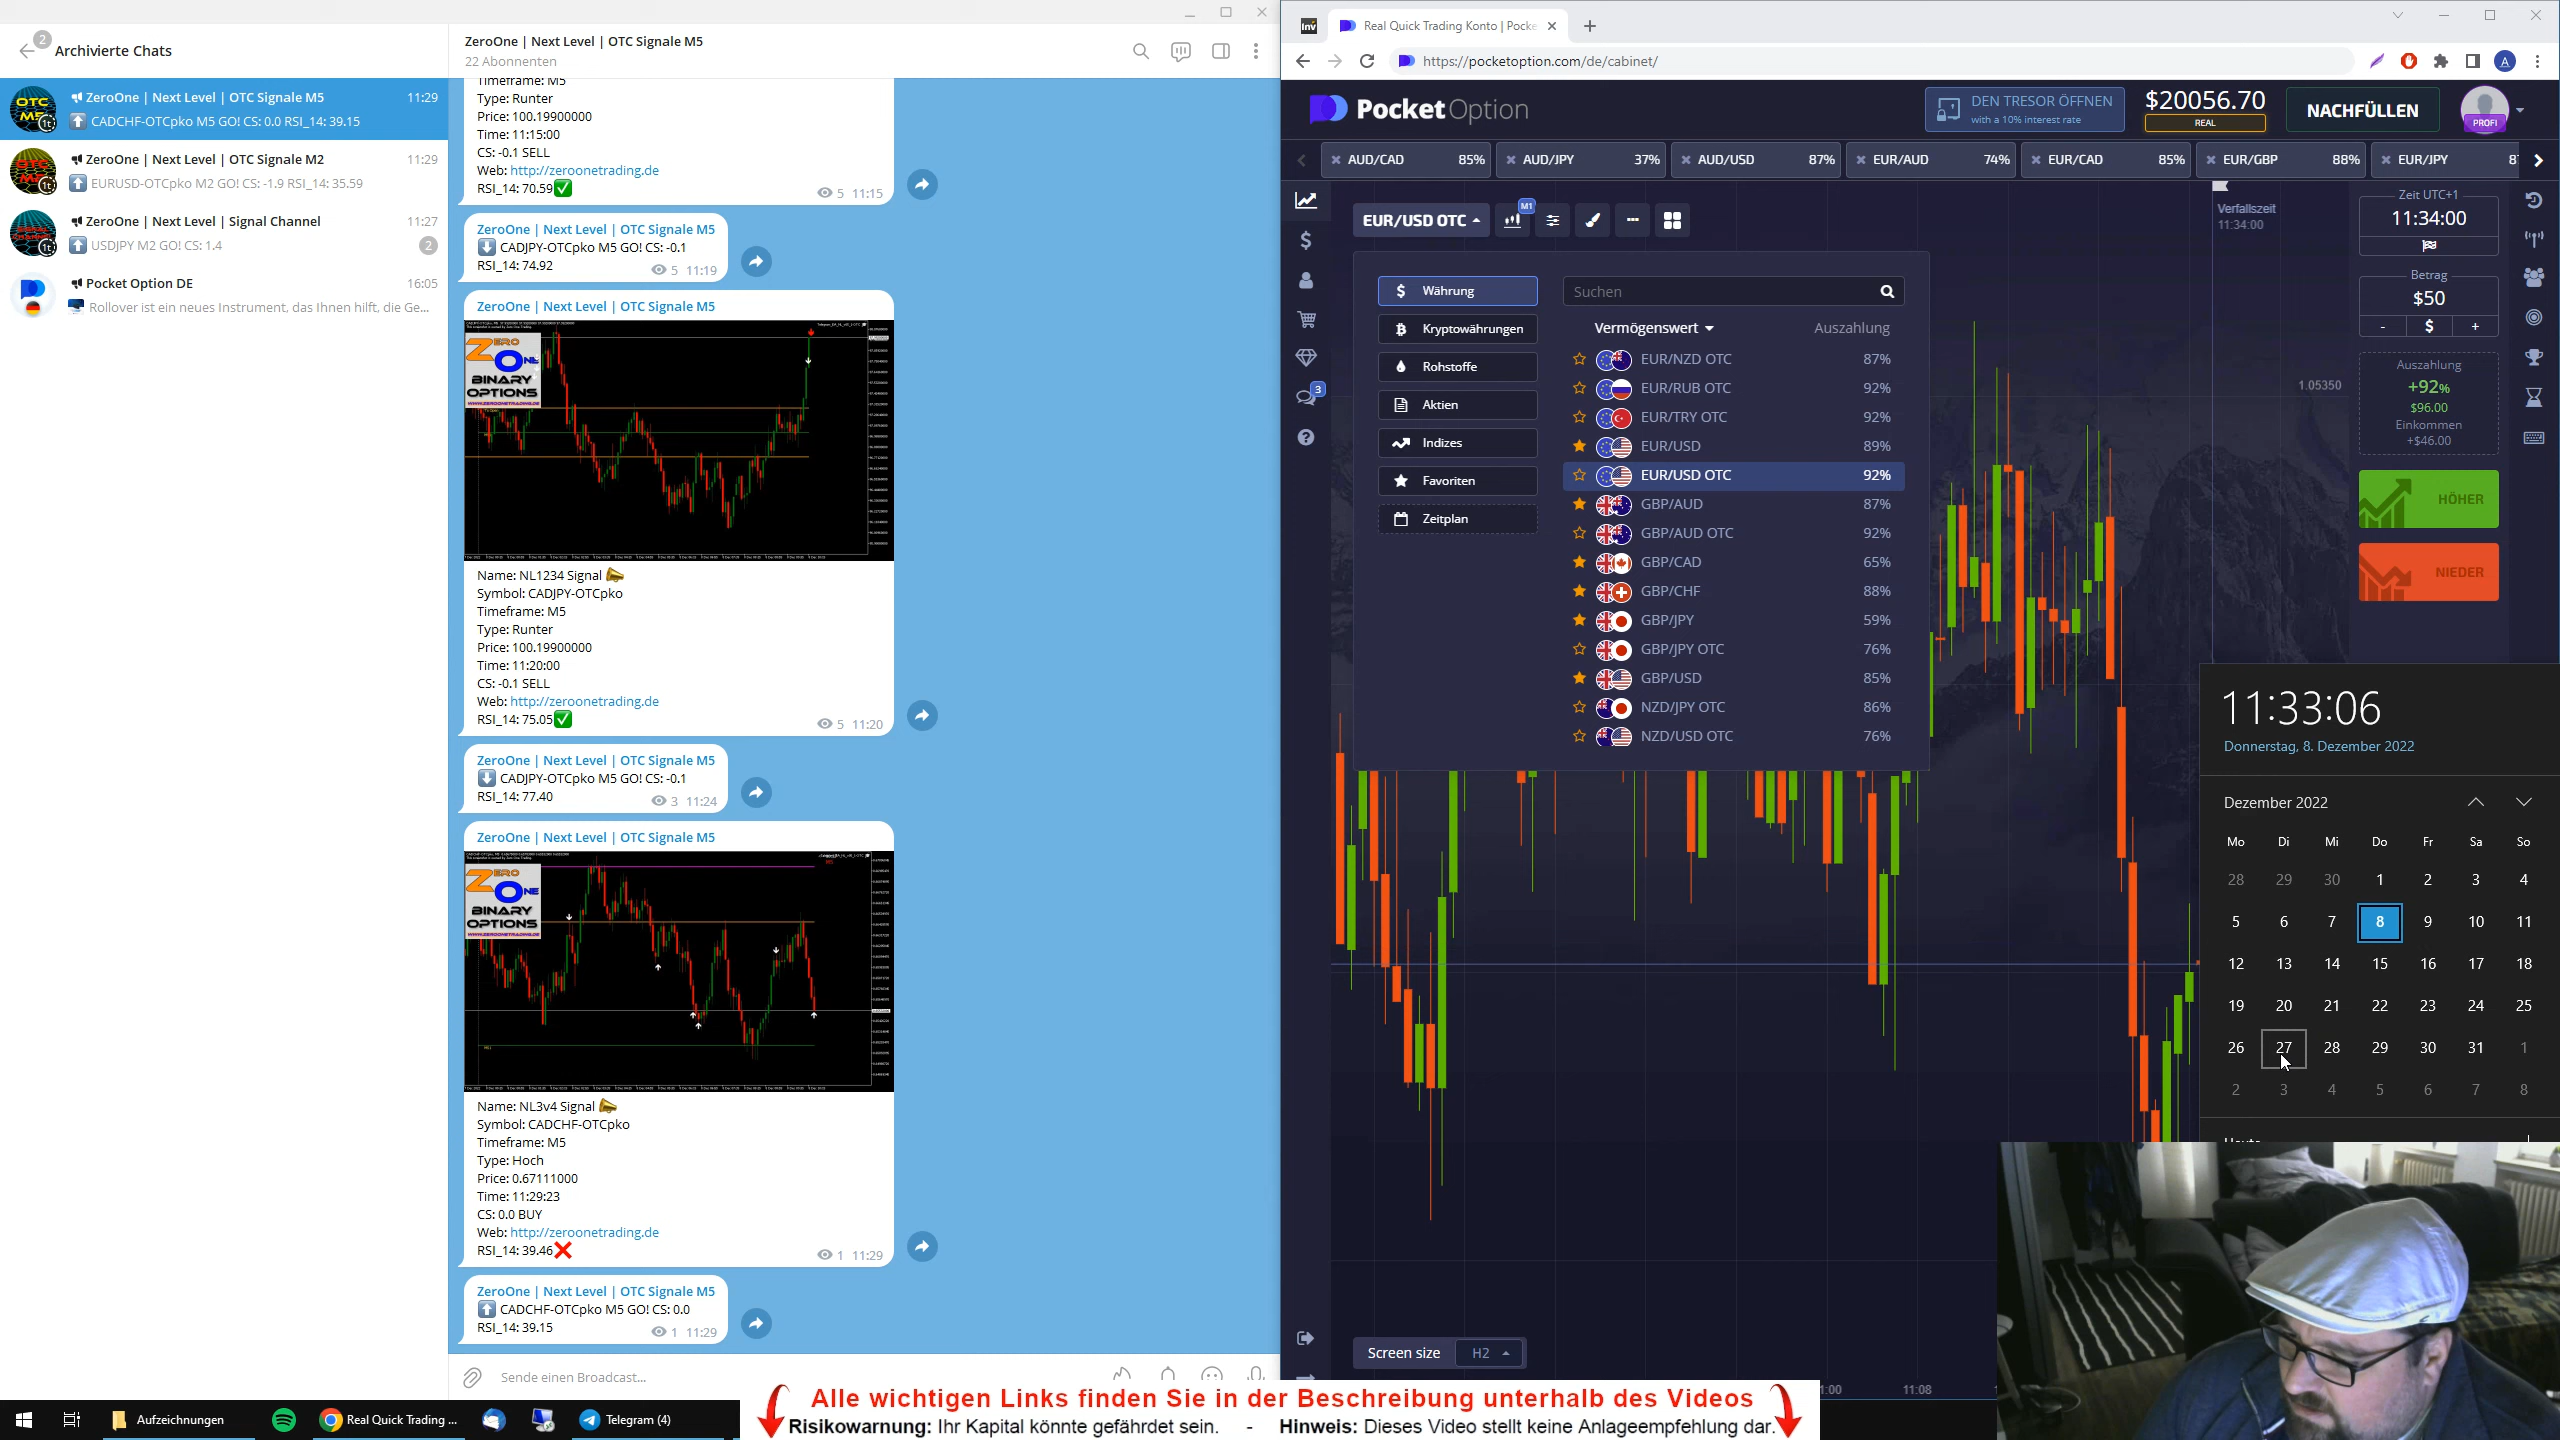 2
Archivierte Chats
ZeroOne | Next Level | OTC Signale M5
11:29
CADCHF-OTCpko M5 GO! CS: 0.0 RSI_14: 39.15
ZeroOne | Next Level | OTC Signale M2
11:29
EURUSD-OTCpko M2 GO! CS: -1.9 RSI_14: 35.59
ZeroOne | Next Level | Signal Channel
11:27
USDJPY M2 GO! CS: 1.4
2
Pocket Option DE
16:05
Rollover ist ein neues Instrument, das Ihnen hilft, die Ge...
ZeroOne | Next Level | OTC Signale M5
22 Abonnenten
Timeframe: M5
Type: Runter
Price: 100.19900000
Time: 11:15:00
CS: -0.1 SELL
Web: http://zeroonetrading.de
RSI_14: 70.59
5 11:15
ZeroOne | Next Level | OTC Signale M5
CADJPY-OTCpko M5 GO! CS: -0.1
RSI_14: 74.92
5 11:19
ZeroOne | Next Level | OTC Signale M5
ZERO
ONE
BINARY
OPTIONS
WWW.ZEROONETRADING.DE
Name: NL1234 Signal
Symbol: CADJPY-OTCpko
Timeframe: M5
Type: Runter
Price: 100.19900000
Time: 11:20:00
CS: -0.1 SELL
Web: http://zeroonetrading.de
RSI_14: 75.05
5 11:20
ZeroOne | Next Level | OTC Signale M5
CADJPY-OTCpko M5 GO! CS: -0.1
RSI_14: 77.40
3 11:24
ZeroOne | Next Level | OTC Signale M5
ZERO
ONE
BINARY
OPTIONS
WWW.ZEROONETRADING.DE
Name: NL3v4 Signal
Symbol: CADCHF-OTCpko
Timeframe: M5
Type: Hoch
Price: 0.67111000
Time: 11:29:23
CS: 0.0 BUY
Web: http://zeroonetrading.de
RSI_14: 39.46
1 11:29
ZeroOne | Next Level | OTC Signale M5
CADCHF-OTCpko M5 GO! CS: 0.0
RSI_14: 39.15
1 11:29
Sende einen Broadcast...
Inv
Real Quick Trading Konto | Pocke
https://pocketoption.com/de/cabinet/
A
PocketOption
DEN TRESOR ÖFFNEN
with a 10% interest rate
$20056.70
REAL
NACHFÜLLEN
PROFI
AUD/CAD 85%
AUD/JPY 37%
AUD/USD 87%
EUR/AUD 74%
EUR/CAD 85%
EUR/GBP 88%
EUR/JPY 8
3
EUR/USD OTC
M1
Währung
Kryptowährungen
Rohstoffe
Aktien
Indizes
Favoriten
Zeitplan
Suchen
Vermögenswert
Auszahlung
EUR/NZD OTC 87%
EUR/RUB OTC 92%
EUR/TRY OTC 92%
EUR/USD 89%
EUR/USD OTC 92%
GBP/AUD 87%
GBP/AUD OTC 92%
GBP/CAD 65%
GBP/CHF 88%
GBP/JPY 59%
GBP/JPY OTC 76%
GBP/USD 85%
NZD/JPY OTC 86%
NZD/USD OTC 76%
Verfallszeit
11:34:00
1.05350
Zeit UTC+1
11:34:00
Betrag
$50
- $ +
Auszahlung
+92%
$96.00
Einkommen
+$46.00
HÖHER
NIEDER
11:33:06
Donnerstag, 8. Dezember 2022
Dezember 2022
Mo Di Mi Do Fr Sa So
28 29 30 1 2 3 4
5 6 7 8 9 10 11
12 13 14 15 16 17 18
19 20 21 22 23 24 25
26 27 28 29 30 31 1
2 3 4 5 6 7 8
Screen size H2
1:00
11:08
Aufzeichnungen
Real Quick Trading ...
Telegram (4)
Alle wichtigen Links finden Sie in der Beschreibung unterhalb des Videos
Risikowarnung: Ihr Kapital könnte gefährdet sein. - Hinweis: Dieses Video stellt keine Anlageempfehlung dar.